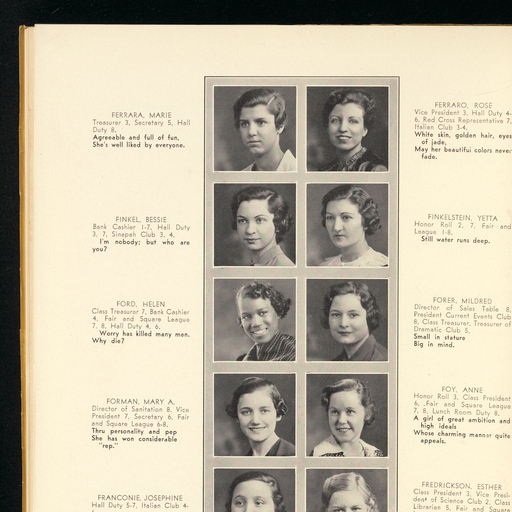 FERRARA, MARIE
Treasurer 3, Secretary 5, Hall
Duty 8.
Agreeable and full of fun,
She's well liked by everyone.
FERRARO, ROSE
Vice President 3, Hall Duty 4-
6, Red Cross Representative 7,
Italian Club 3-4.
White skin, golden hair, eyes
of jade,
May her beautiful colors never
fade.
FINKEL, BESSIE
Bank Cashier 1-7, Hall Duty
3, 7, Sinapah Club 3, 4.
I'm nobody; but who are
you?
FINKELSTEIN, YETTA
Honor Roll 2, 7, Fair and
League 1-8.
Still water runs deep.
FORD, HELEN
Class Treasurer 7, Bank Cashier
4, Fair and Square League
7, 8, Hall Duty 4, 6.
Worry has killed many men.
Why die?
FORER, MILDRED
Director of Sales Table 8,
President Current Events Club
8, Class Treasurer, Treasurer of
Dramatic Club 5.
Small in stature
Big in mind.
FORMAN, MARY A.
Director of Sanitation 8, Vice
President 7, Secretary 6, Fair
and Square League 6-8.
Thru personality and pep
She has won considerable
"rep."
FOY, ANNE
Honor Roll 3, Class President
6, Fair and Square League
7, 8, Lunch Room Duty 8.
A girl of great ambition and
high ideals
Whose charming manner quite
appeals.
FRANCONIE, JOSEPHINE
Hall Duty 5-7, Italian Club 4-
FREDRICKSON, ESTHER
Class President 3, Vice Presi-
dent of Science Club 2, Class
Librarian 5, Fair and Square